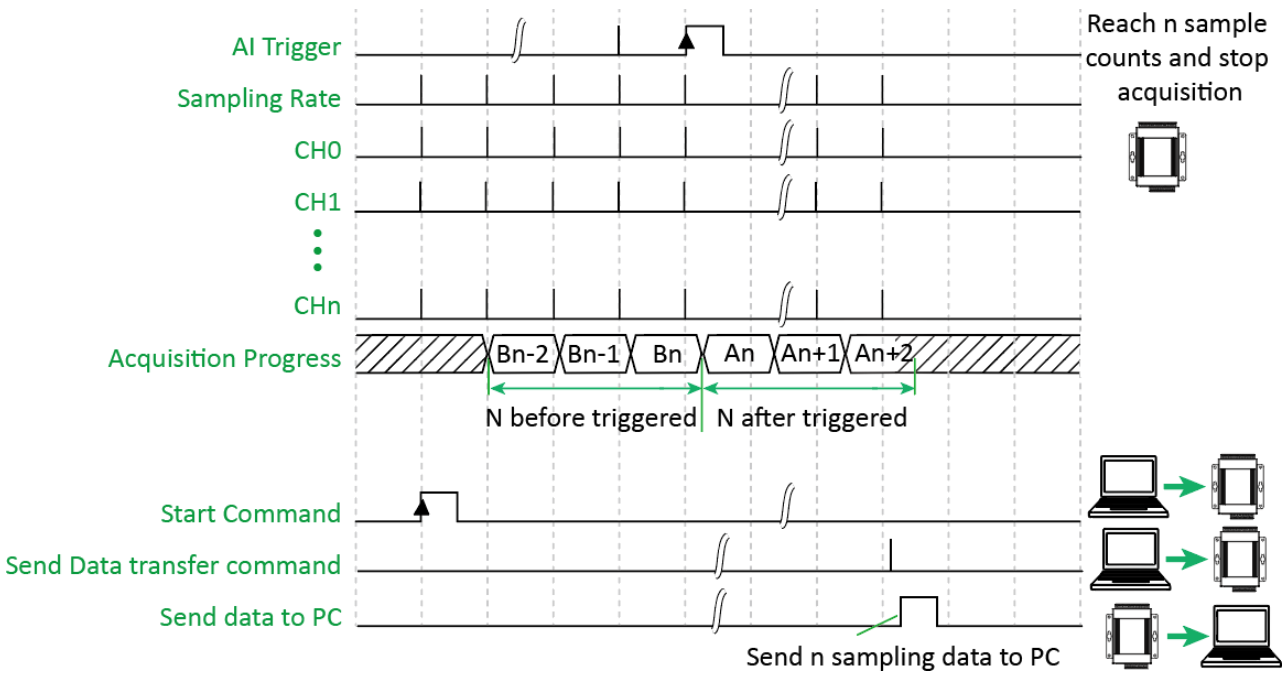 AI Trigger
Reach n sample
counts and stop
acquisition
Sampling Rate
CH0
CH1
CHn
Acquisition Progress
Bn-2 Bn-1 Bn An An+1 An+2
N before triggered N after triggered
Start Command
Send Data transfer command
Send data to PC
Send n sampling data to PC